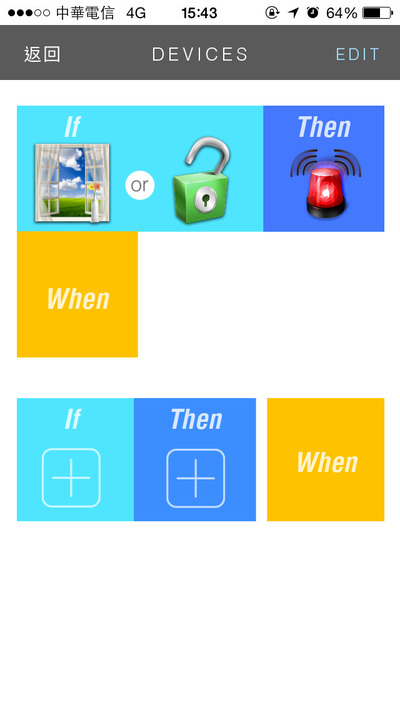 中華電信 4G 15:43 64%
返回 DEVICES EDIT
If Then
or
When
If Then
When